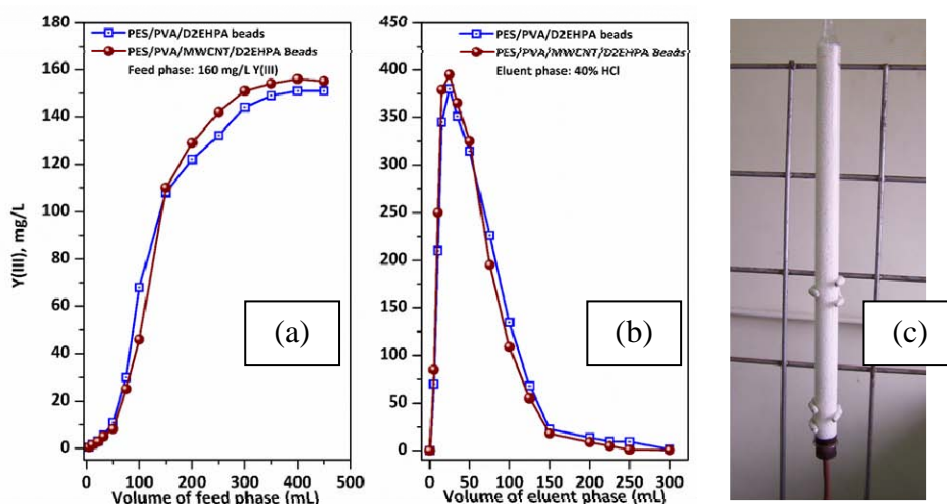 PES/PVA/D2EHPA beads
PES/PVA/MWCNT/D2EHPA Beads
Feed phase: 160 mg/L Y(III)
Y(III), mg/L
180
160
140
120
100
80
60
40
20
0
0 100 200 300 400 500
Volume of feed phase (mL)
(a)
PES/PVA/D2EHPA beads
PES/PVA/MWCNT/D2EHPA Beads
Eluent phase: 40% HCl
450
400
350
300
250
200
150
100
50
0
0 50 100 150 200 250 300
Volume of eluent phase (mL)
(b)
(c)